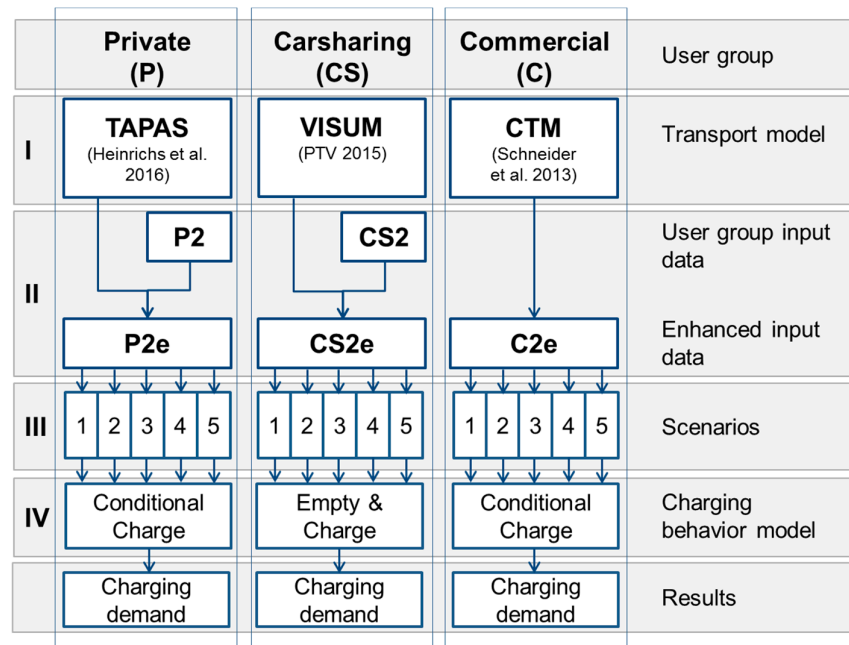 Private
(P)
Carsharing
(CS)
Commercial
(C)
User group
I
TAPAS
(Heinrichs et al.
2016)
VISUM
(PTV 2015)
CTM
(Schneider
et al. 2013)
Transport model
II
P2
CS2
User group input
data
P2e
CS2e
C2e
Enhanced input
data
III
1 2 3 4 5
1 2 3 4 5
1 2 3 4 5
Scenarios
IV
Conditional
Charge
Empty &
Charge
Conditional
Charge
Charging
behavior model
Charging
demand
Charging
demand
Charging
demand
Results